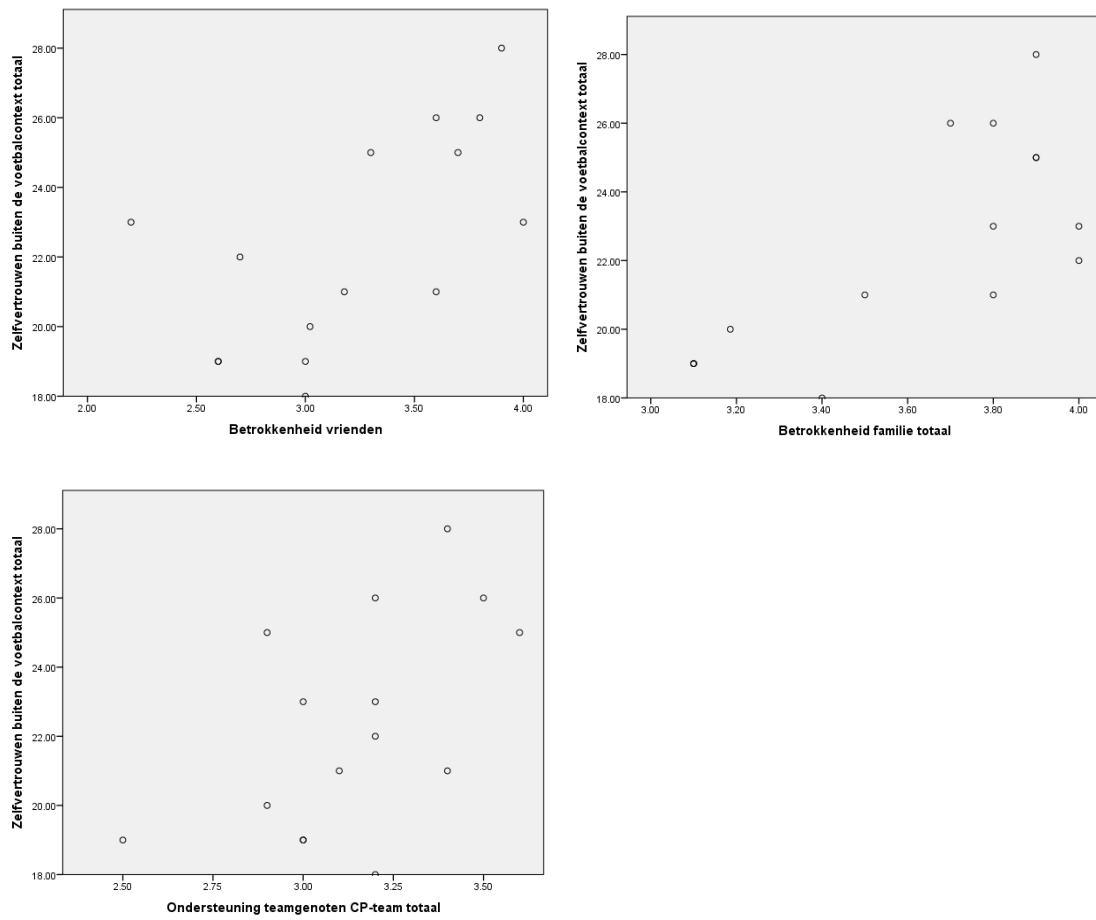 Zelfvertrouwen buiten de voetbalcontext totaal
28.00
26.00
24.00
22.00
20.00
18.00
2.00 2.50 3.00 3.50 4.00
Betrokkenheid vrienden
Zelfvertrouwen buiten de voetbalcontext totaal
28.00
26.00
24.00
22.00
20.00
18.00
3.00 3.20 3.40 3.60 3.80 4.00
Betrokkenheid familie totaal
Zelfvertrouwen buiten de voetbalcontext totaal
28.00
26.00
24.00
22.00
20.00
18.00
2.50 2.75 3.00 3.25 3.50
Ondersteuning teamgenoten CP-team totaal